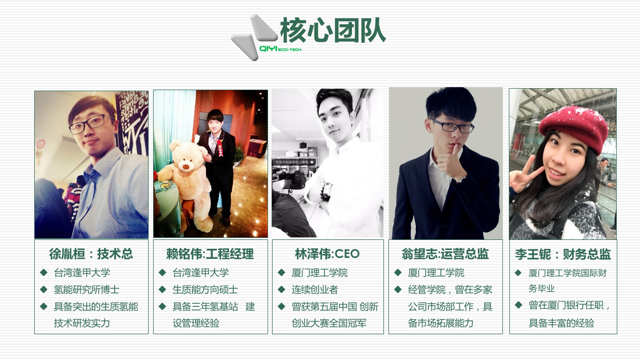 核心团队
QIYI ECO-TECH
徐胤桓：技术总
台湾逢甲大学
氢能研究所博士
具备突出的生质氢能
技术研发实力
赖铭伟:工程经理
台湾逢甲大学
生质能方向硕士
具备三年氢基站 建
设管理经验
林泽伟:CEO
厦门理工学院
连续创业者
曾获第五届中国 创新
创业大赛全国冠军
翁望志:运营总监
厦门理工学院
经管学院，曾在多家
公司市场部工作，具
备市场拓展能力
李王铌：财务总监
厦门理工学院国际财
务毕业
曾在厦门银行任职，
具备丰富的经验